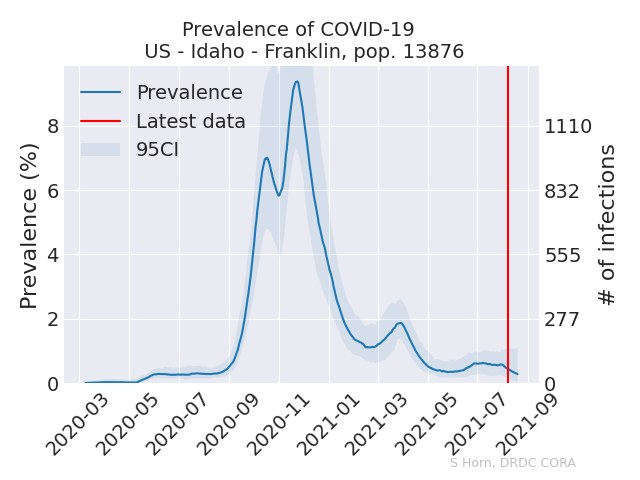 Prevalence of COVID-19
US - Idaho - Franklin, pop. 13876
Prevalence
Latest data
95CI
Prevalence (%)
8
6
4
2
0
1110
832
555
277
0
# of infections
2020-03
2020-05
2020-07
2020-09
2020-11
2021-01
2021-03
2021-05
2021-07
2021-09
S Horn, DRDC CORA